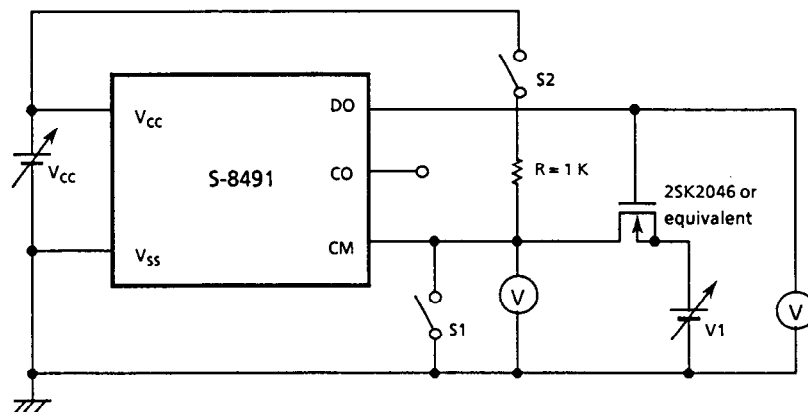 S2
DO
VCC
S-8491
CO
R = 1 K
2SK2046 or
equivalent
VCC
VSS
CM
S1
V
V1
V